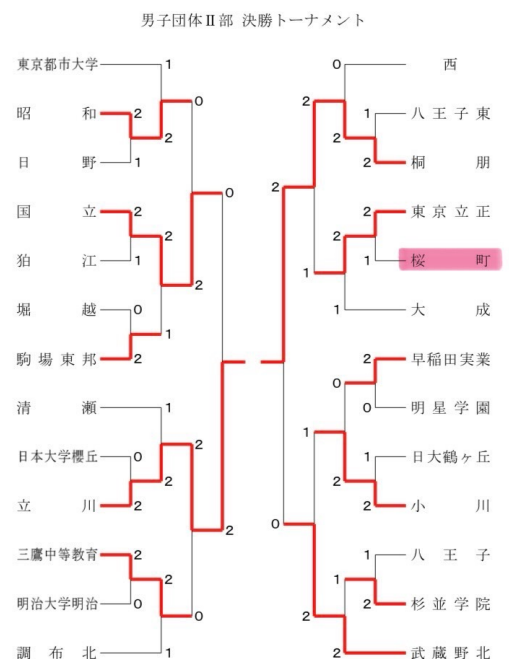 男子団体Ⅱ部 決勝トーナメント
東京都市大学 1
昭和 2
0
2
日野 1
0
国立 2
2
狛江 1
2
堀越 0
1
駒場東邦 2
清瀬 1
日本大学櫻丘 0
2
2
立川 2
2
三鷹中等教育 2
2
明治大学明治 0
0
調布北 1
0 西
2
1 八王子東
2
2 桐朋
2
2 東京立正
2
1 桜町
1
1 大成
2 早稲田実業
0
0 明星学園
1
1 日大鶴ヶ丘
2
2 小川
0
1 八王子
1
2 杉並学院
2
2 武蔵野北